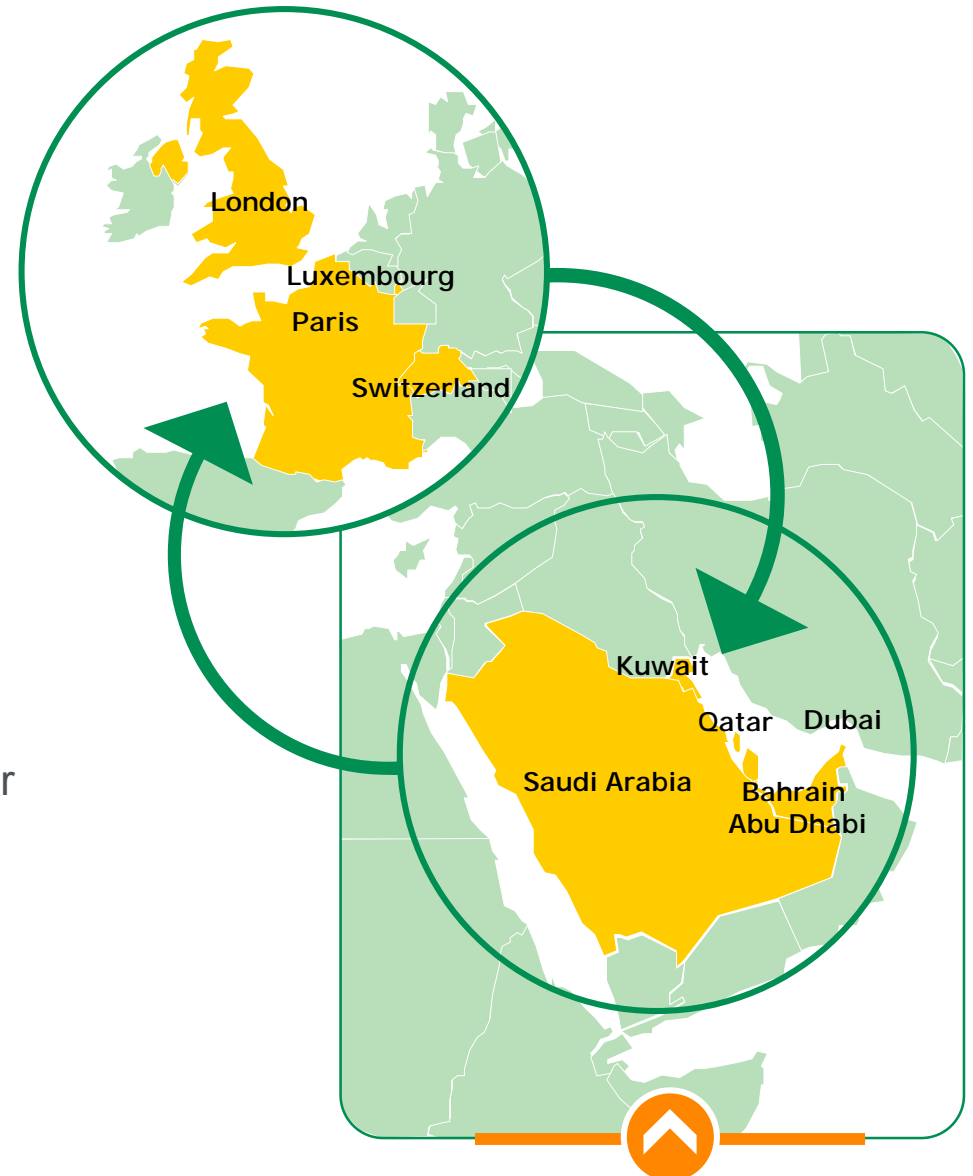 London
Luxembourg
Paris
Switzerland
Kuwait
Qatar
Dubai
r
Saudi Arabia
Bahrain
Abu Dhabi